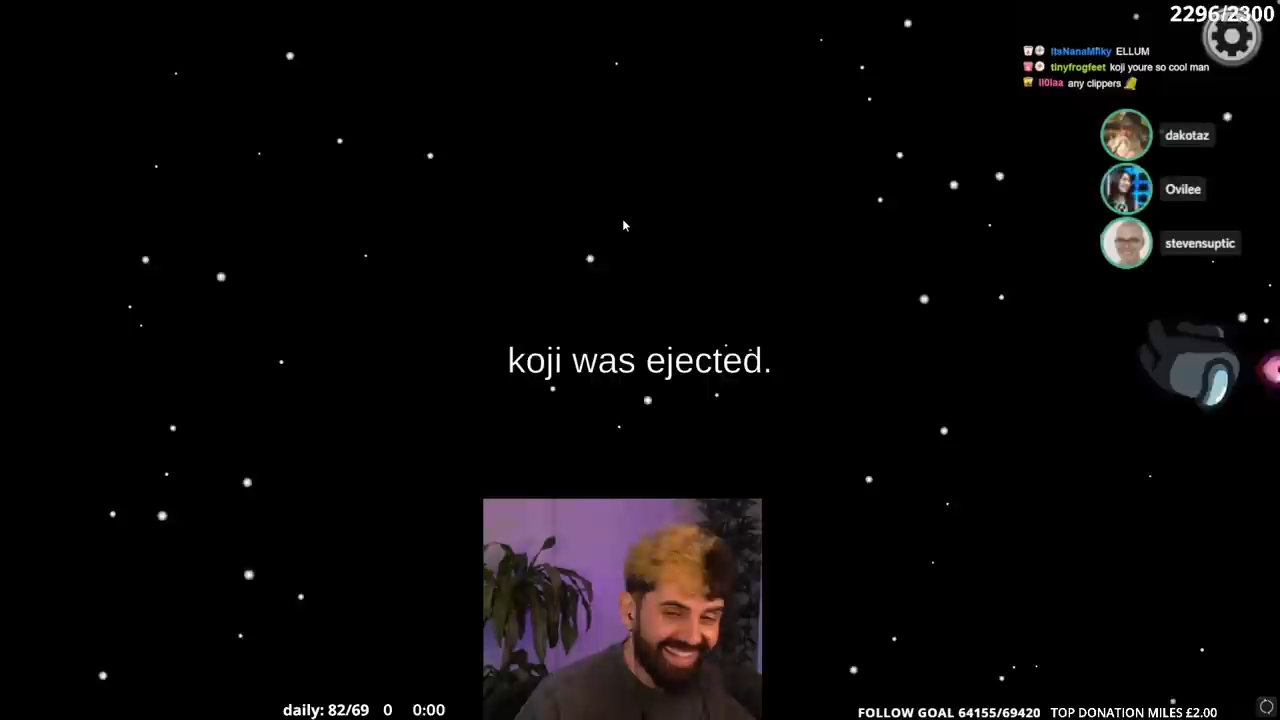 2296/2300
ItsNanaMilky ELLUM
tinyfrogfeet koji youre so cool man
ll0laa any clippers
dakotaz
Ovilee
stevensuptic
koji was ejected.
daily: 82/69 0 0:00
FOLLOW GOAL 64155/69420 TOP DONATION MILES £2.00